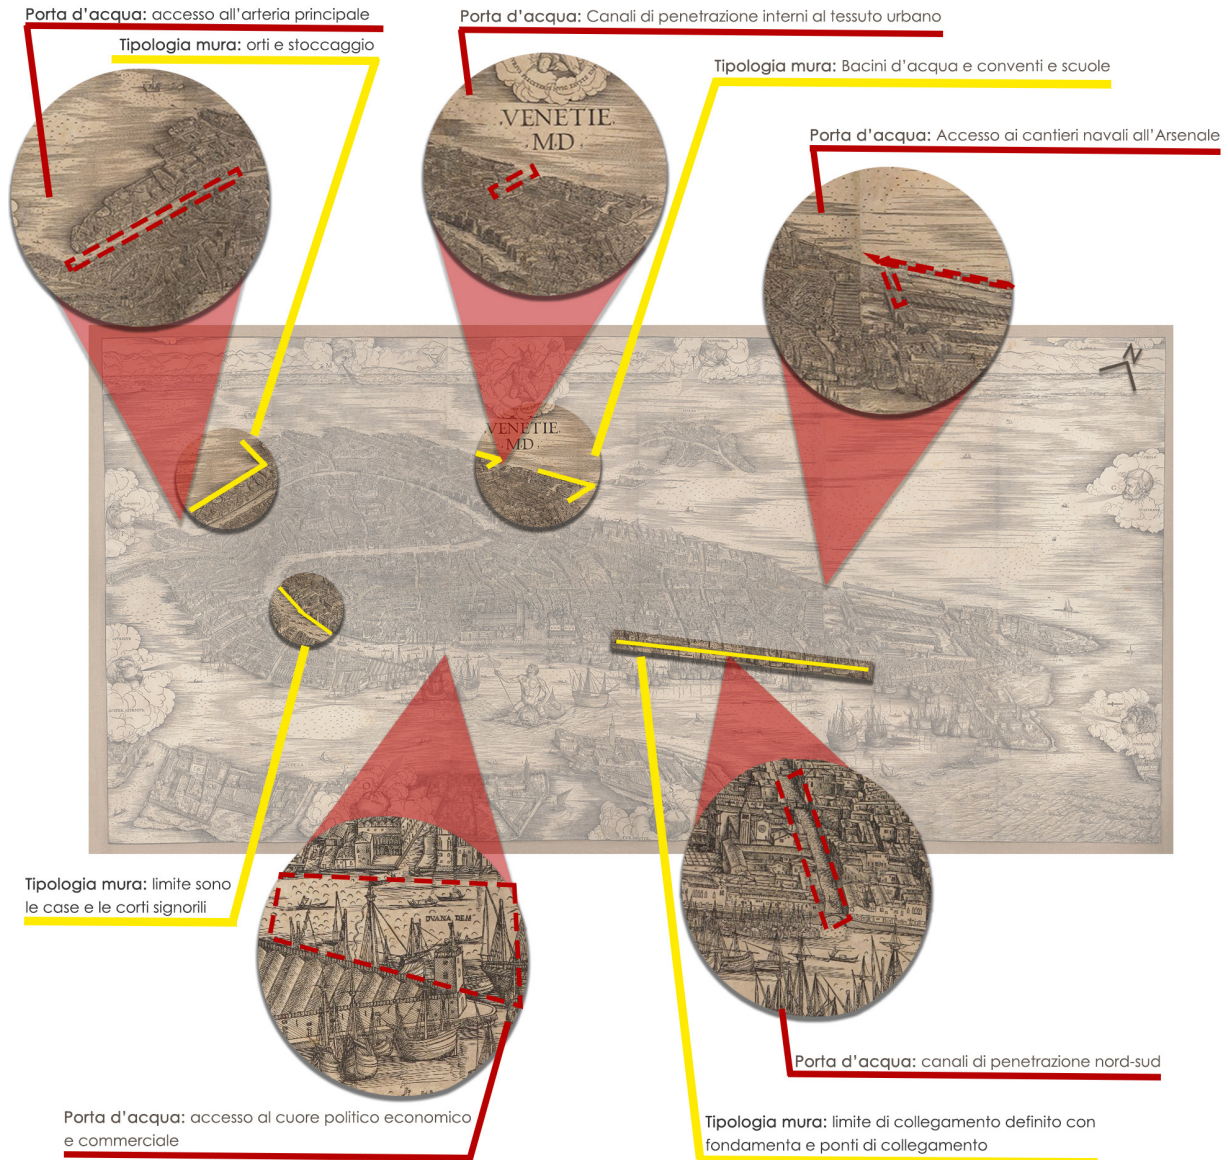 Porta d'acqua: accesso all'arteria principale
Porta d'acqua: Canali di penetrazione interni al tessuto urbano
Tipologia mura: orti e stoccaggio
Tipologia mura: Bacini d'acqua e conventi e scuole
Porta d'acqua: Accesso ai cantieri navali all'Arsenale
.VENETIE.
.M.D.
N
VENETIE
.M.D.
Tipologia mura: limite sono
le case e le corti signorili
DVANA DEM
Porta d'acqua: canali di penetrazione nord-sud
Porta d'acqua: accesso al cuore politico economico
e commerciale
Tipologia mura: limite di collegamento definito con
fondamenta e ponti di collegamento